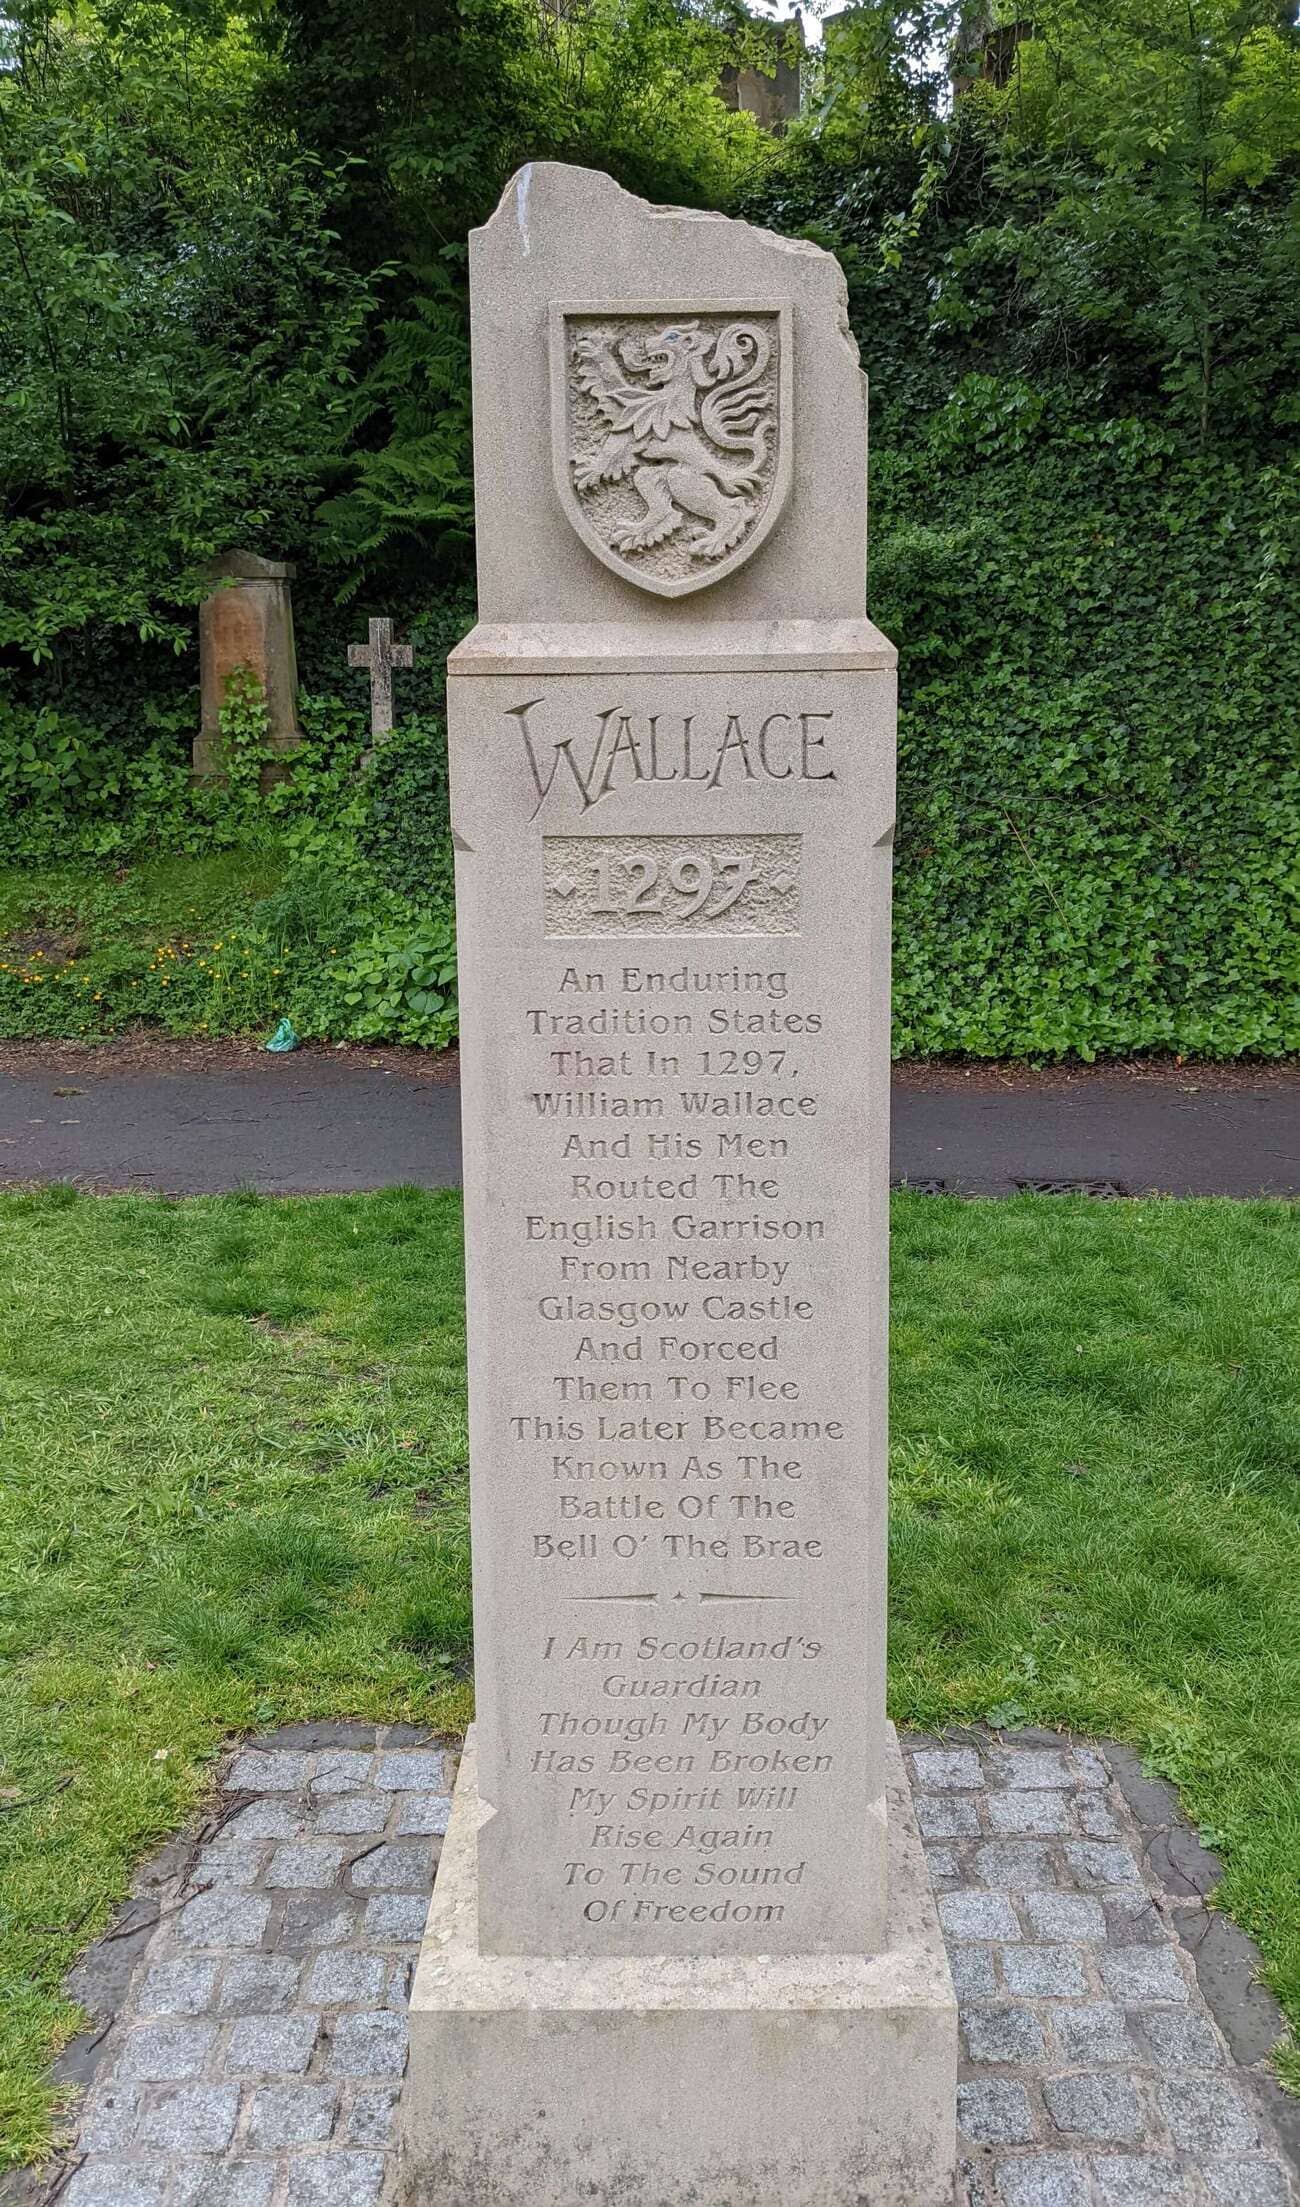 WALLACE
1297
An Enduring
Tradition States
That In 1297,
William Wallace
And His Men
Routed The
English Garrison
From Nearby
Glasgow Castle
And Forced
Them To Flee
This Later Became
Known As The
Battle Of The
Bell O' The Brae
I Am Scotland's
Guardian
Though My Body
Has Been Broken
My Spirit Will
Rise Again
To The Sound
Of Freedom